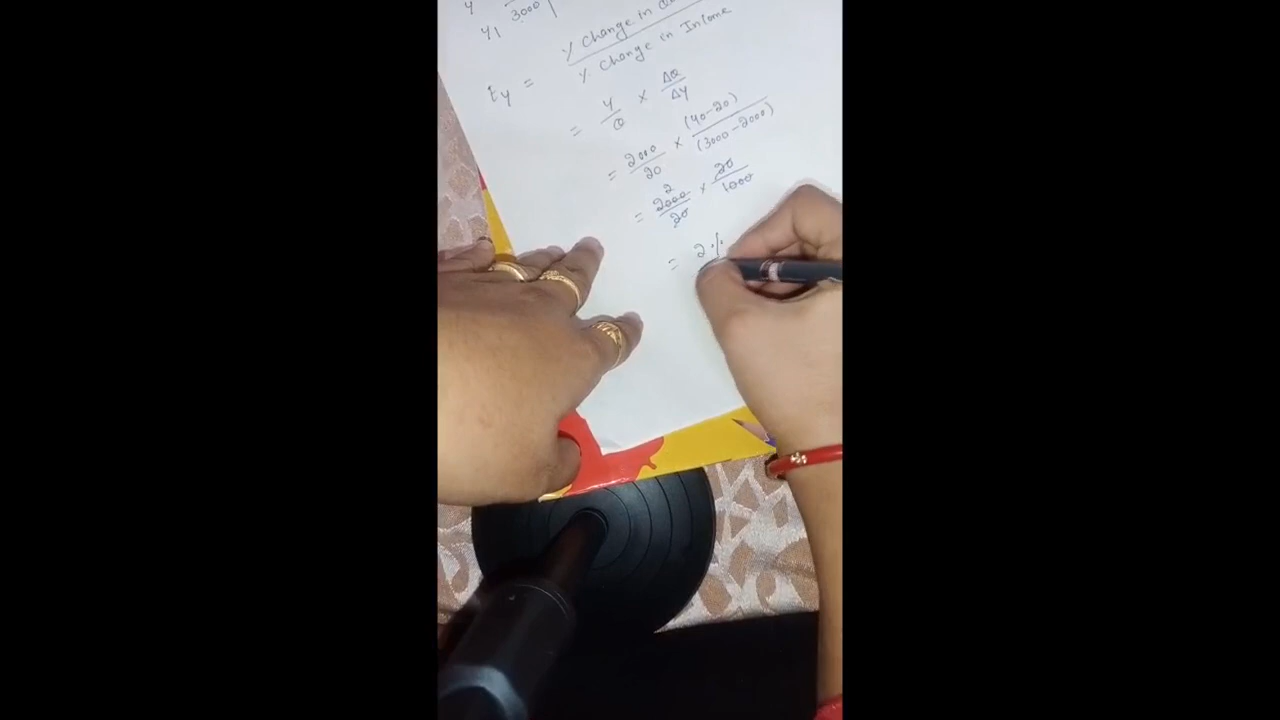 Y
Y1 3000
Ey = % Change in / % Change in Income
= Y/Q × ΔQ/ΔY
= 2000/20 × (40-20)/(3000-2000)
2
= 2000/20 × 20/1000
= 2%